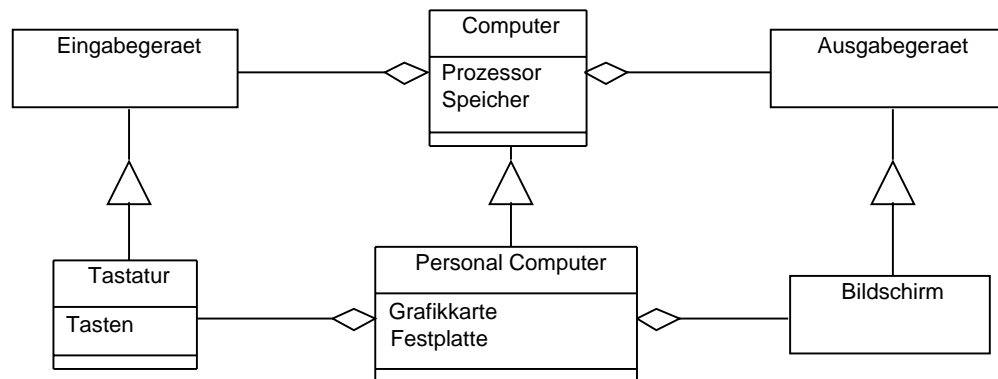 Eingabegeraet
Computer
Prozessor
Speicher
Ausgabegeraet
Tastatur
Tasten
Personal Computer
Grafikkarte
Festplatte
Bildschirm